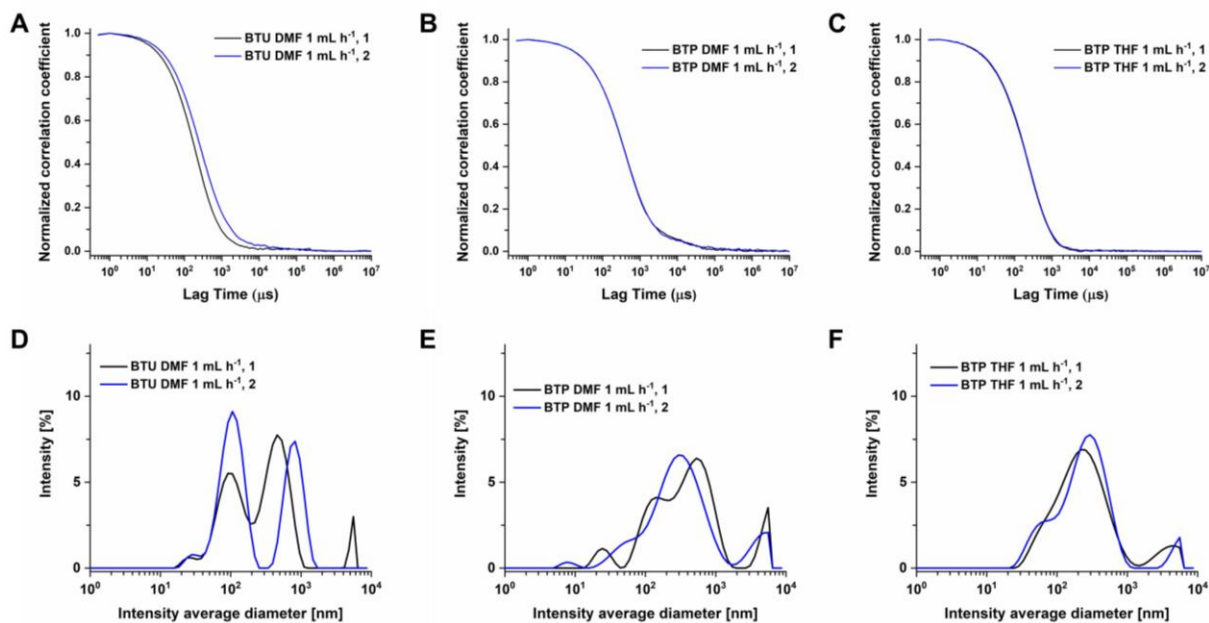 A
BTU DMF 1 mL h⁻¹, 1
BTU DMF 1 mL h⁻¹, 2
Normalized correlation coefficient
1.0
0.8
0.6
0.4
0.2
0.0
10⁰ 10¹ 10² 10³ 10⁴ 10⁵ 10⁶ 10⁷
Lag Time (μs)
B
BTP DMF 1 mL h⁻¹, 1
BTP DMF 1 mL h⁻¹, 2
Normalized correlation coefficient
1.0
0.8
0.6
0.4
0.2
0.0
10⁰ 10¹ 10² 10³ 10⁴ 10⁵ 10⁶ 10⁷
Lag Time (μs)
C
BTP THF 1 mL h⁻¹, 1
BTP THF 1 mL h⁻¹, 2
Normalized correlation coefficient
1.0
0.8
0.6
0.4
0.2
0.0
10⁰ 10¹ 10² 10³ 10⁴ 10⁵ 10⁶ 10⁷
Lag Time (μs)
D
BTU DMF 1 mL h⁻¹, 1
BTU DMF 1 mL h⁻¹, 2
Intensity [%]
10
5
0
10⁰ 10¹ 10² 10³ 10⁴
Intensity average diameter [nm]
E
BTP DMF 1 mL h⁻¹, 1
BTP DMF 1 mL h⁻¹, 2
Intensity [%]
10
5
0
10⁰ 10¹ 10² 10³ 10⁴
Intensity average diameter [nm]
F
BTP THF 1 mL h⁻¹, 1
BTP THF 1 mL h⁻¹, 2
Intensity [%]
10
5
0
10⁰ 10¹ 10² 10³ 10⁴
Intensity average diameter [nm]